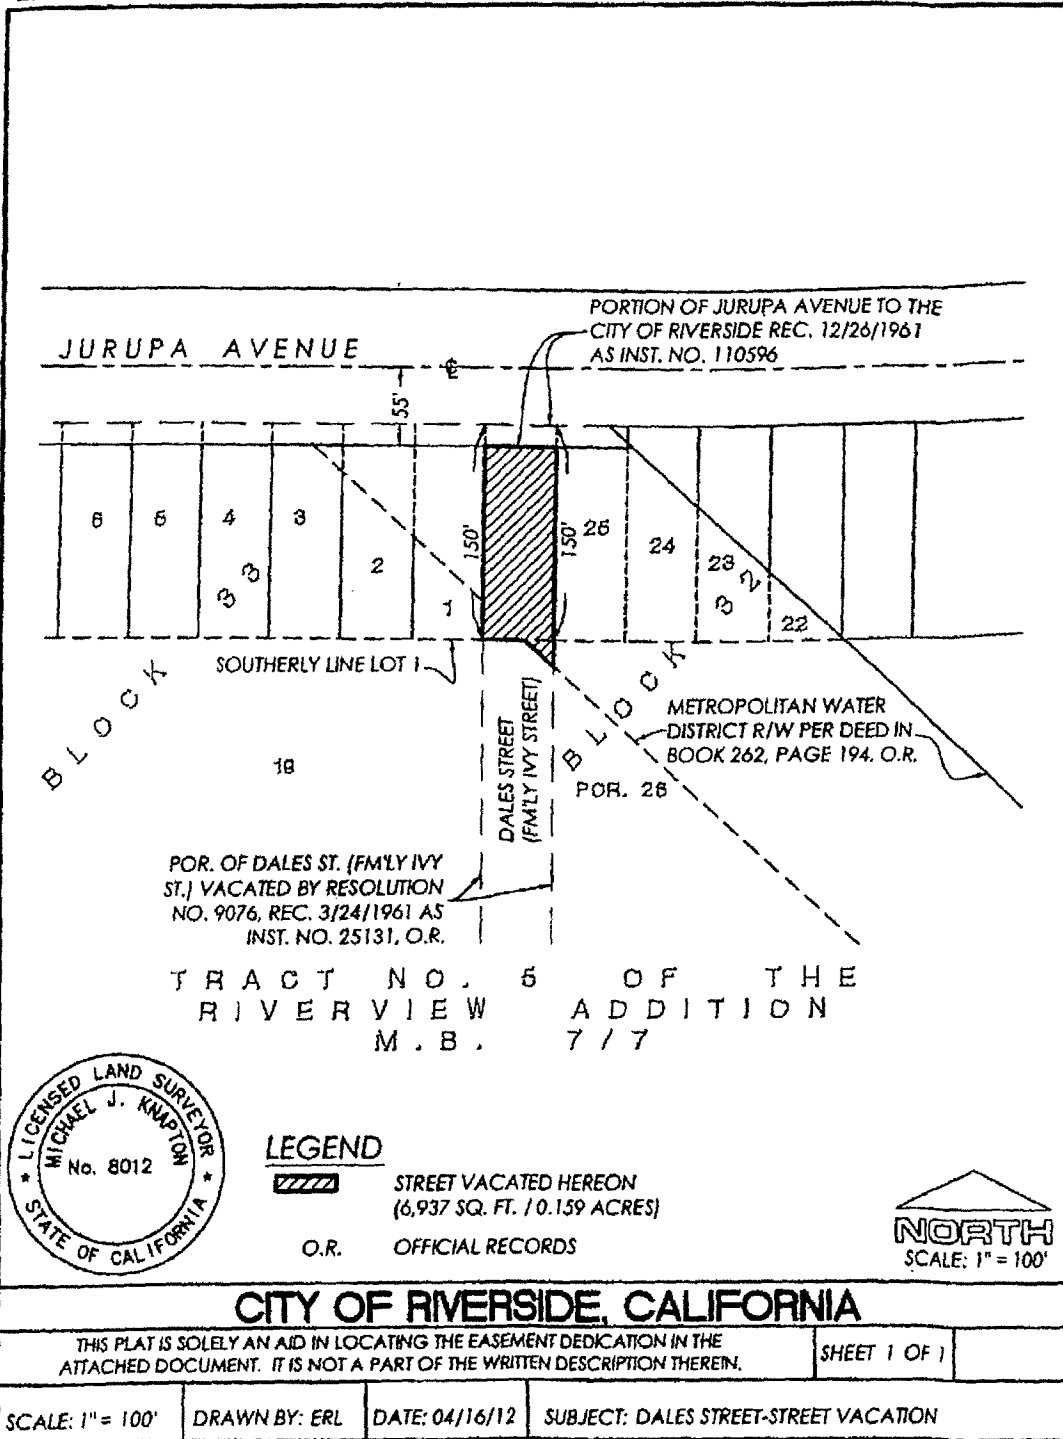 PORTION OF JURUPA AVENUE TO THE
CITY OF RIVERSIDE REC. 12/26/1961
AS INST. NO. 110596
JURUPA AVENUE
℄
55'
6
5
4
3
2
1
33
150'
150'
25
24
23
22
32
SOUTHERLY LINE LOT 1
BLOCK
BLOCK
19
DALES STREET
(FM'LY IVY STREET)
METROPOLITAN WATER
DISTRICT R/W PER DEED IN
BOOK 262, PAGE 194, O.R.
POR. 26
POR. OF DALES ST. (FM'LY IVY
ST.) VACATED BY RESOLUTION
NO. 9076, REC. 3/24/1961 AS
INST. NO. 25131, O.R.
TRACT NO. 5 OF THE
RIVERVIEW ADDITION
M.B. 7/7
LICENSED LAND SURVEYOR
MICHAEL J. KNAPTON
No. 8012
STATE OF CALIFORNIA
LEGEND
STREET VACATED HEREON
(6,937 SQ. FT. / 0.159 ACRES)
O.R. OFFICIAL RECORDS
NORTH
SCALE: 1" = 100'
CITY OF RIVERSIDE, CALIFORNIA
THIS PLAT IS SOLELY AN AID IN LOCATING THE EASEMENT DEDICATION IN THE
ATTACHED DOCUMENT. IT IS NOT A PART OF THE WRITTEN DESCRIPTION THEREIN.
SHEET 1 OF 1
SCALE: 1" = 100'
DRAWN BY: ERL
DATE: 04/16/12
SUBJECT: DALES STREET-STREET VACATION